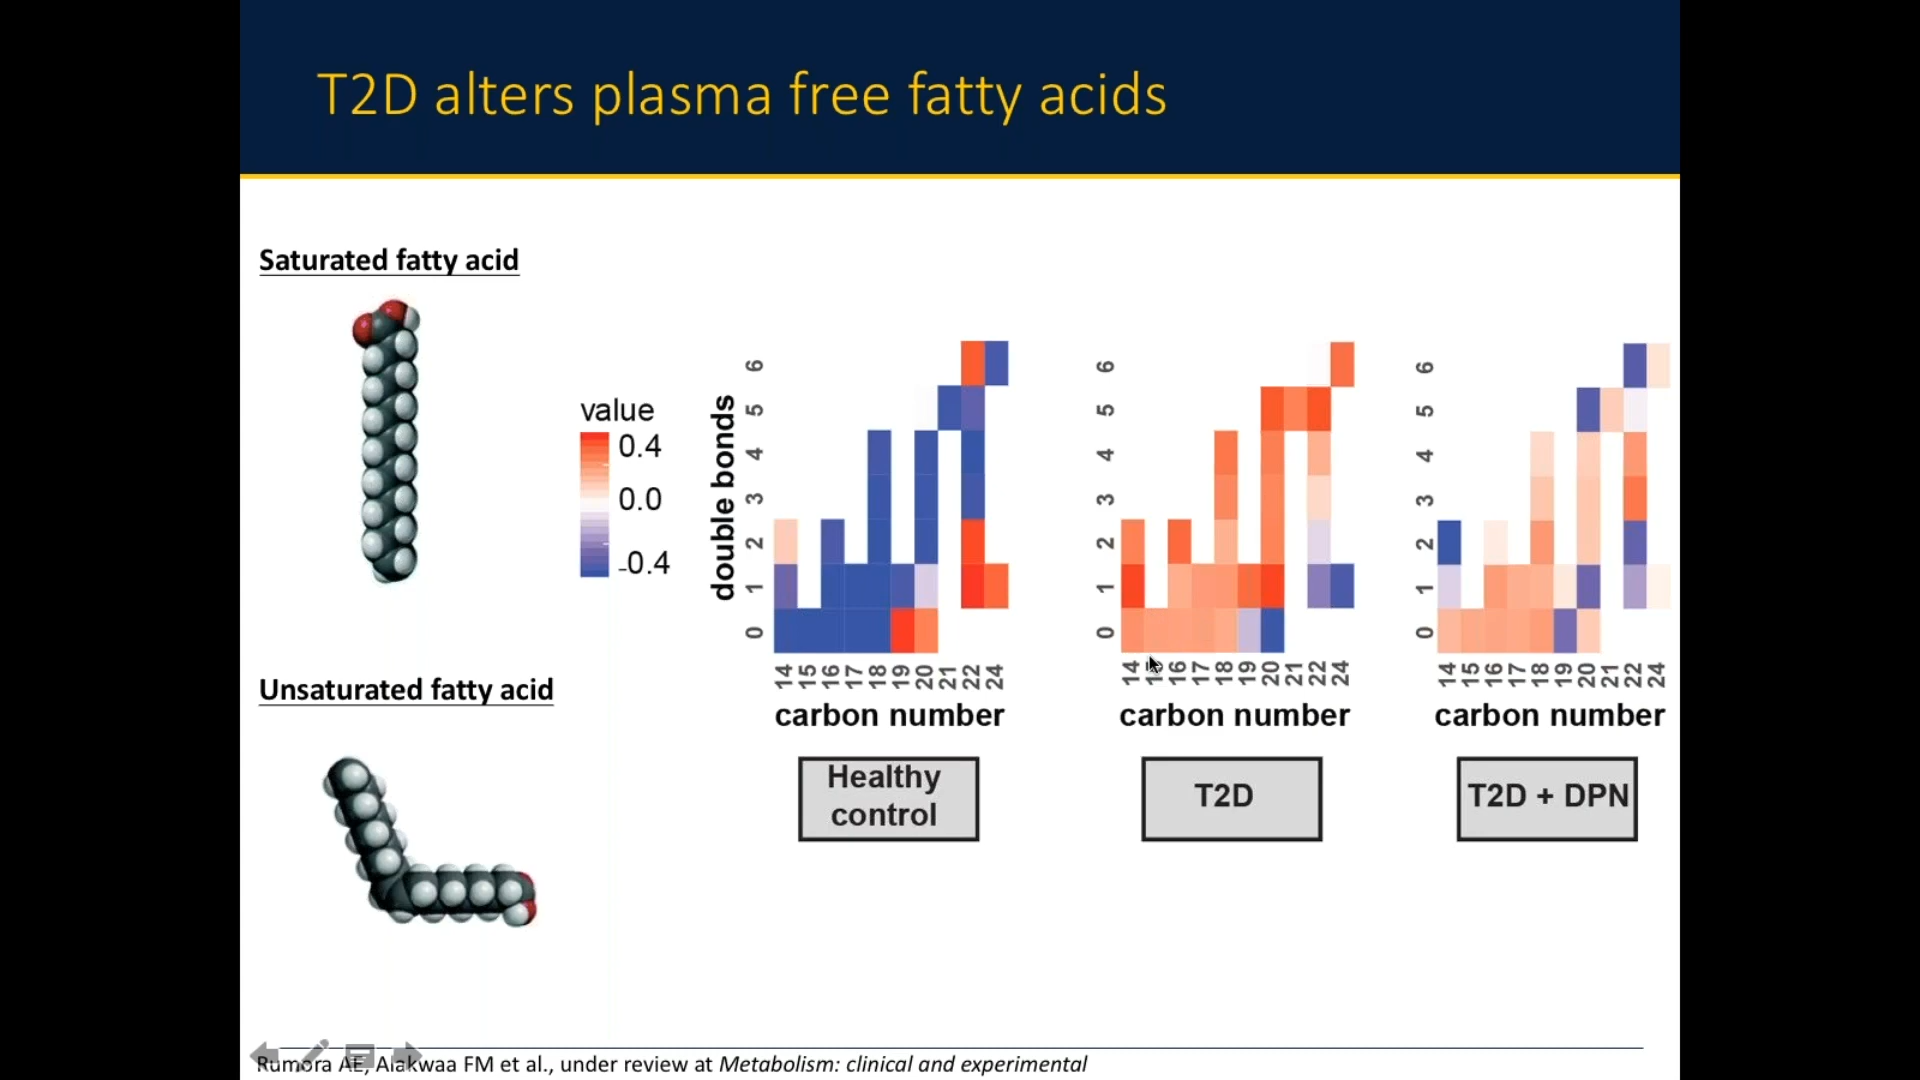 T2D alters plasma free fatty acids
Saturated fatty acid
Unsaturated fatty acid
value
0.4
0.0
-0.4
double bonds
6
5
4
3
2
1
0
14 15 16 17 18 19 20 21 22 24
carbon number
Healthy
control
6
5
4
3
2
1
0
14 16 17 18 19 20 21 22 24
carbon number
T2D
6
5
4
3
2
1
0
14 15 16 17 18 19 20 21 22 24
carbon number
T2D + DPN
Rumora AE, Alakwaa FM et al., under review at Metabolism: clinical and experimental